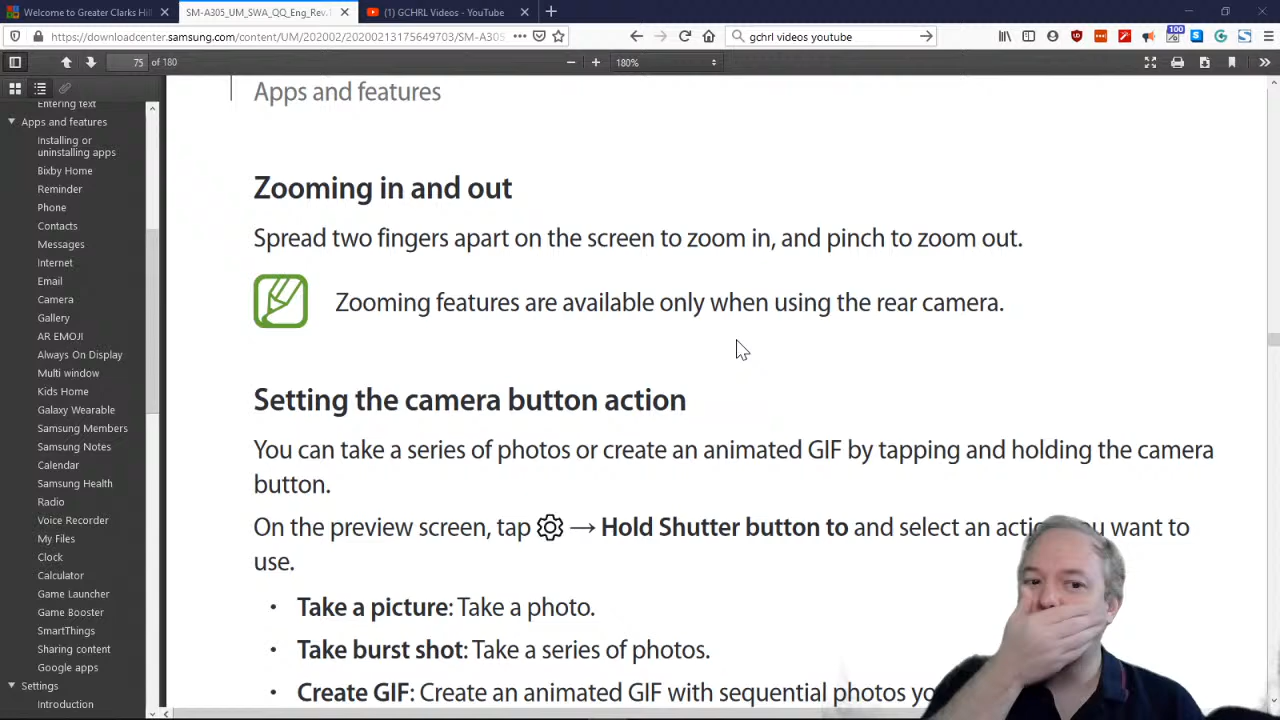 Welcome to Greater Clarks Hill
SM-A305_UM_SWA_QQ_Eng_Rev.
(1) GCHRL Videos - YouTube
https://downloadcenter.samsung.com/content/UM/202002/20200213175649703/SM-A305
gchrl videos youtube
100
75 of 180
180%
Entering text
Apps and features
Installing or
uninstalling apps
Bixby Home
Reminder
Phone
Contacts
Messages
Internet
Email
Camera
Gallery
AR EMOJI
Always On Display
Multi window
Kids Home
Galaxy Wearable
Samsung Members
Samsung Notes
Calendar
Samsung Health
Radio
Voice Recorder
My Files
Clock
Calculator
Game Launcher
Game Booster
SmartThings
Sharing content
Google apps
Settings
Introduction
Apps and features
Zooming in and out
Spread two fingers apart on the screen to zoom in, and pinch to zoom out.
Zooming features are available only when using the rear camera.
Setting the camera button action
You can take a series of photos or create an animated GIF by tapping and holding the camera
button.
On the preview screen, tap → Hold Shutter button to and select an want to
use.
• Take a picture: Take a photo.
• Take burst shot: Take a series of photos.
• Create GIF: Create an animated GIF with sequential photos